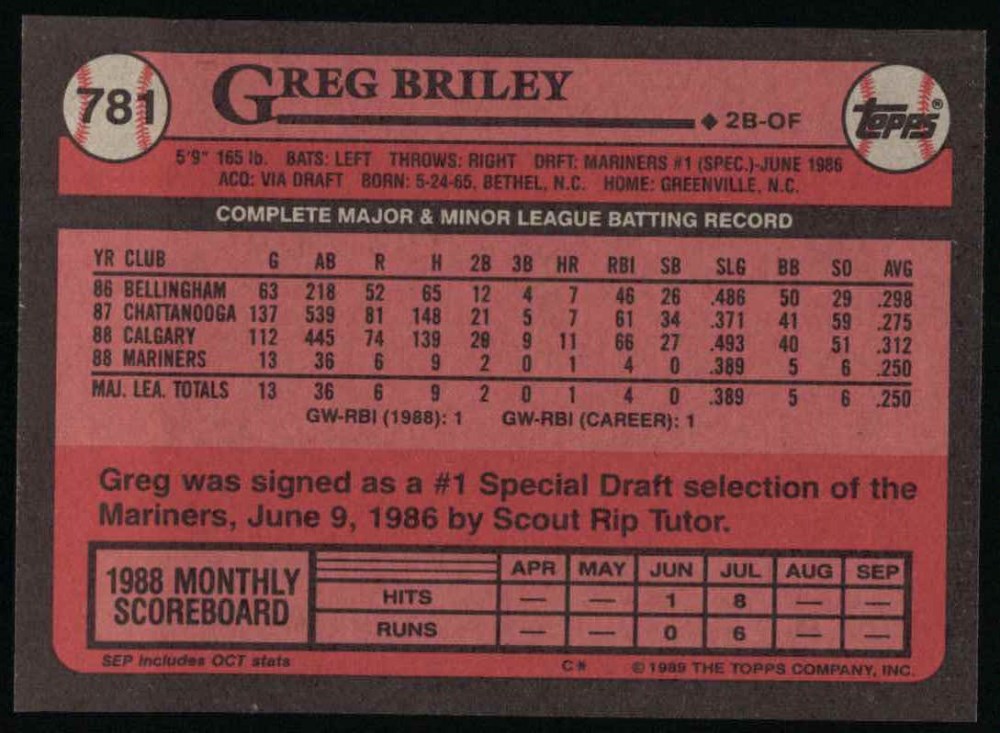 781
GREG BRILEY
◆ 2B-OF
Topps®
5'9" 165 lb. BATS: LEFT THROWS: RIGHT DRFT: MARINERS #1 (SPEC.)-JUNE 1986
ACQ: VIA DRAFT BORN: 5-24-65, BETHEL, N.C. HOME: GREENVILLE, N.C.
COMPLETE MAJOR & MINOR LEAGUE BATTING RECORD
YR CLUB G AB R H 2B 3B HR RBI SB SLG BB SO AVG
86 BELLINGHAM 63 218 52 65 12 4 7 46 26 .486 50 29 .298
87 CHATTANOOGA 137 539 81 148 21 5 7 61 34 .371 41 59 .275
88 CALGARY 112 445 74 139 29 9 11 66 27 .493 40 51 .312
88 MARINERS 13 36 6 9 2 0 1 4 0 .389 5 6 .250
MAJ. LEA. TOTALS 13 36 6 9 2 0 1 4 0 .389 5 6 .250
GW-RBI (1988): 1 GW-RBI (CAREER): 1
Greg was signed as a #1 Special Draft selection of the
Mariners, June 9, 1986 by Scout Rip Tutor.
1988 MONTHLY
SCOREBOARD
APR MAY JUN JUL AUG SEP
HITS — — 1 8 — —
RUNS — — 0 6 — —
SEP includes OCT stats
C* © 1989 THE TOPPS COMPANY, INC.